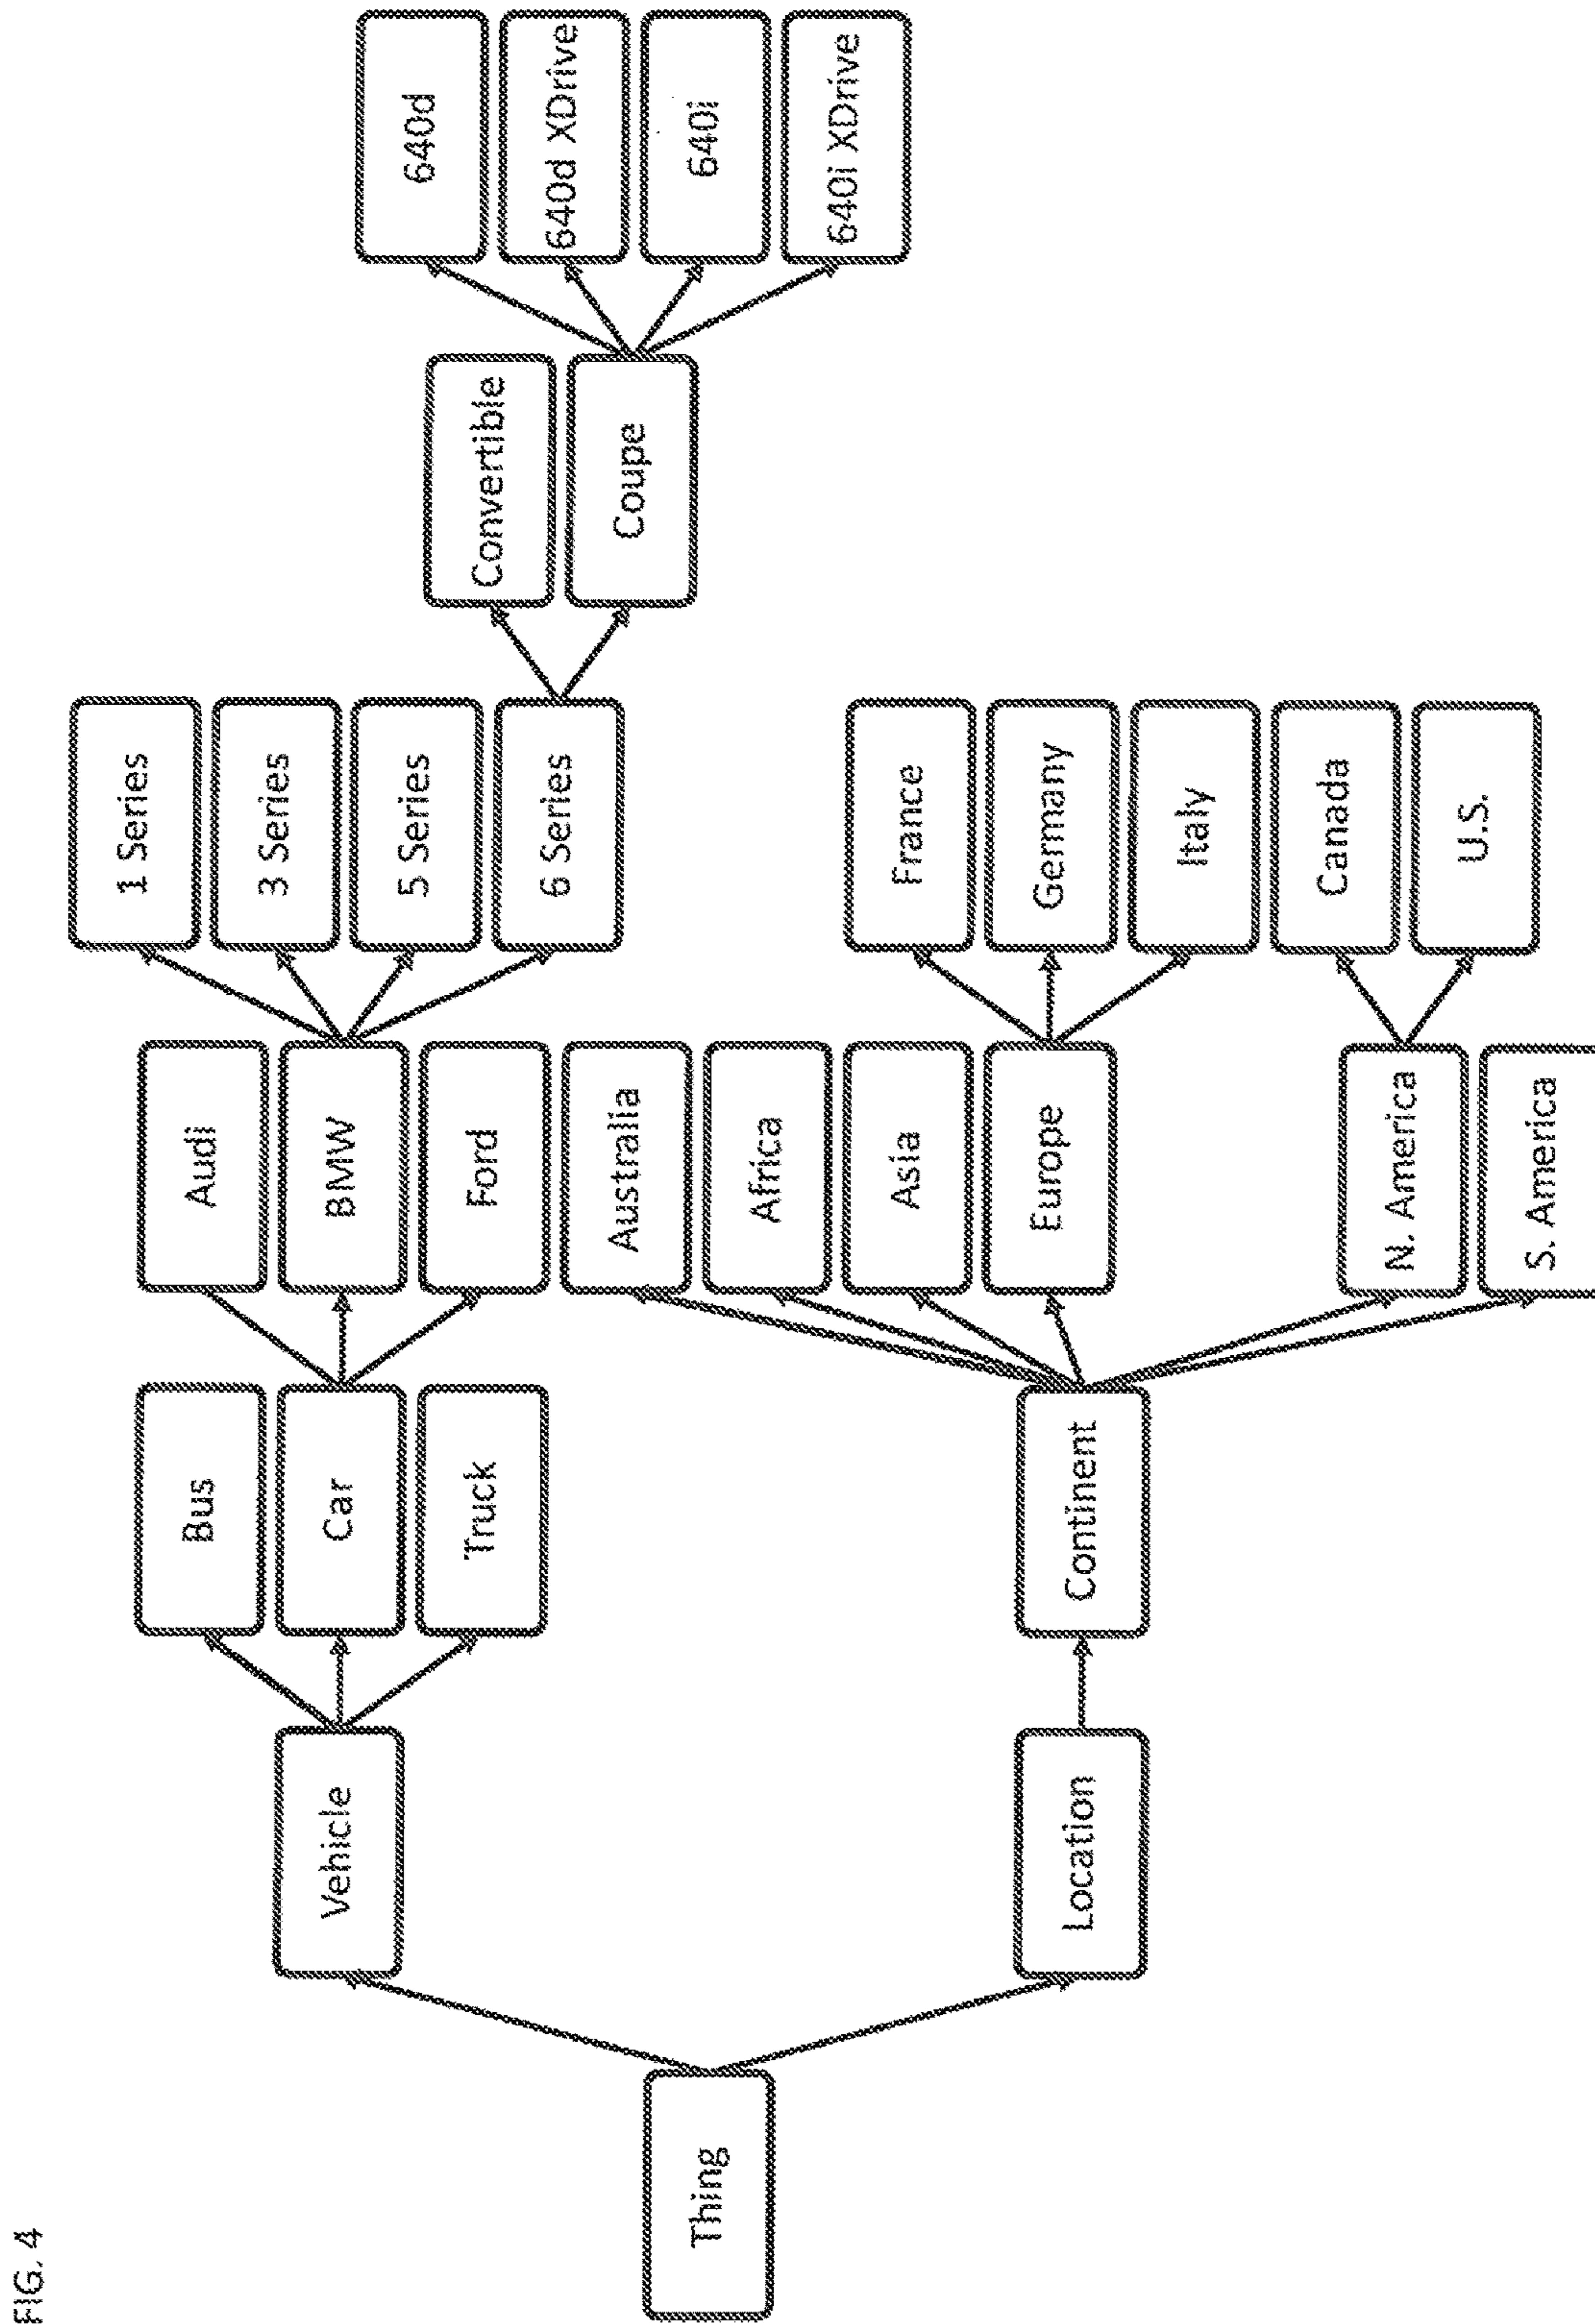 FIG. 4
Thing
Vehicle
Location
Bus
Car
Truck
Continent
Audi
BMW
Ford
Australia
Africa
Asia
Europe
N. America
S. America
1 Series
3 Series
5 Series
6 Series
France
Germany
Italy
Canada
U.S.
Convertible
Coupe
640d
640d XDrive
640i
640i XDrive